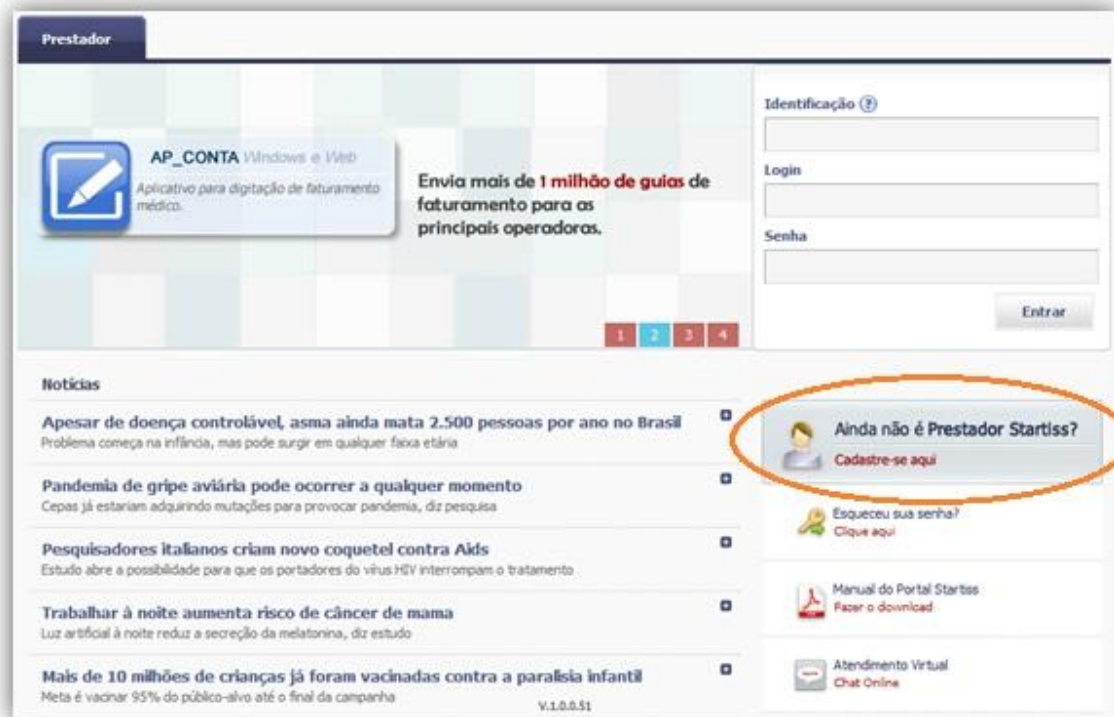 Prestador
AP_CONTA Windows e Web
Aplicativo para digitação de faturamento
médico.
Envia mais de 1 milhão de guias de
faturamento para as
principais operadoras.
1 2 3 4
Identificação ?
Login
Senha
Entrar
Notícias
Apesar de doença controlável, asma ainda mata 2.500 pessoas por ano no Brasil
Problema começa na infância, mas pode surgir em qualquer faixa etária
Pandemia de gripe aviária pode ocorrer a qualquer momento
Cepas já estariam adquirindo mutações para provocar pandemia, diz pesquisa
Pesquisadores italianos criam novo coquetel contra Aids
Estudo abre a possibilidade para que os portadores do vírus HIV interrompam o tratamento
Trabalhar à noite aumenta risco de câncer de mama
Luz artificial à noite reduz a secreção da melatonina, diz estudo
Mais de 10 milhões de crianças já foram vacinadas contra a paralisia infantil
Meta é vacinar 95% do público-alvo até o final da campanha
Ainda não é Prestador Startiss?
Cadastre-se aqui
Esqueceu sua senha?
Clique aqui
Manual do Portal Startiss
Fazer o download
Atendimento Virtual
Chat Online
V.1.0.0.51